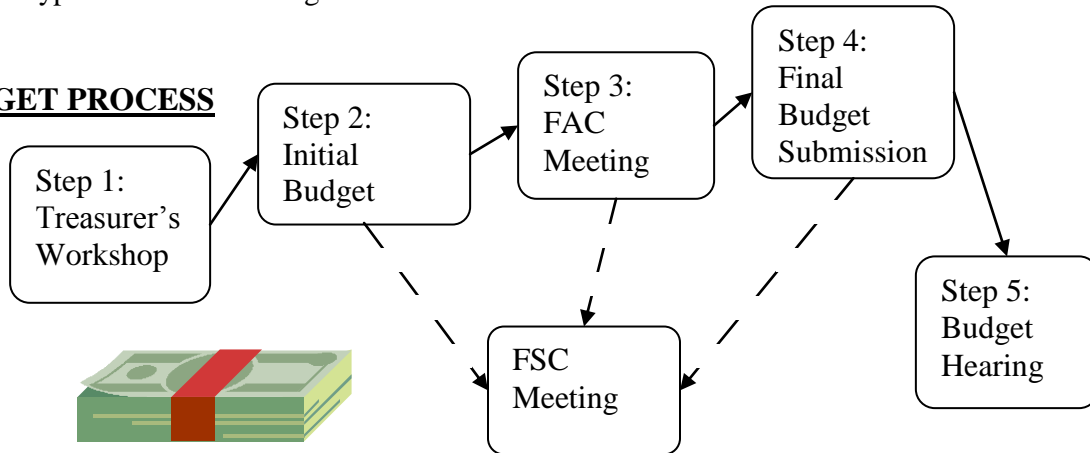 GET PROCESS
Step 1:
Treasurer's
Workshop
Step 2:
Initial
Budget
Step 3:
FAC
Meeting
Step 4:
Final
Budget
Submission
Step 5:
Budget
Hearing
FSC
Meeting